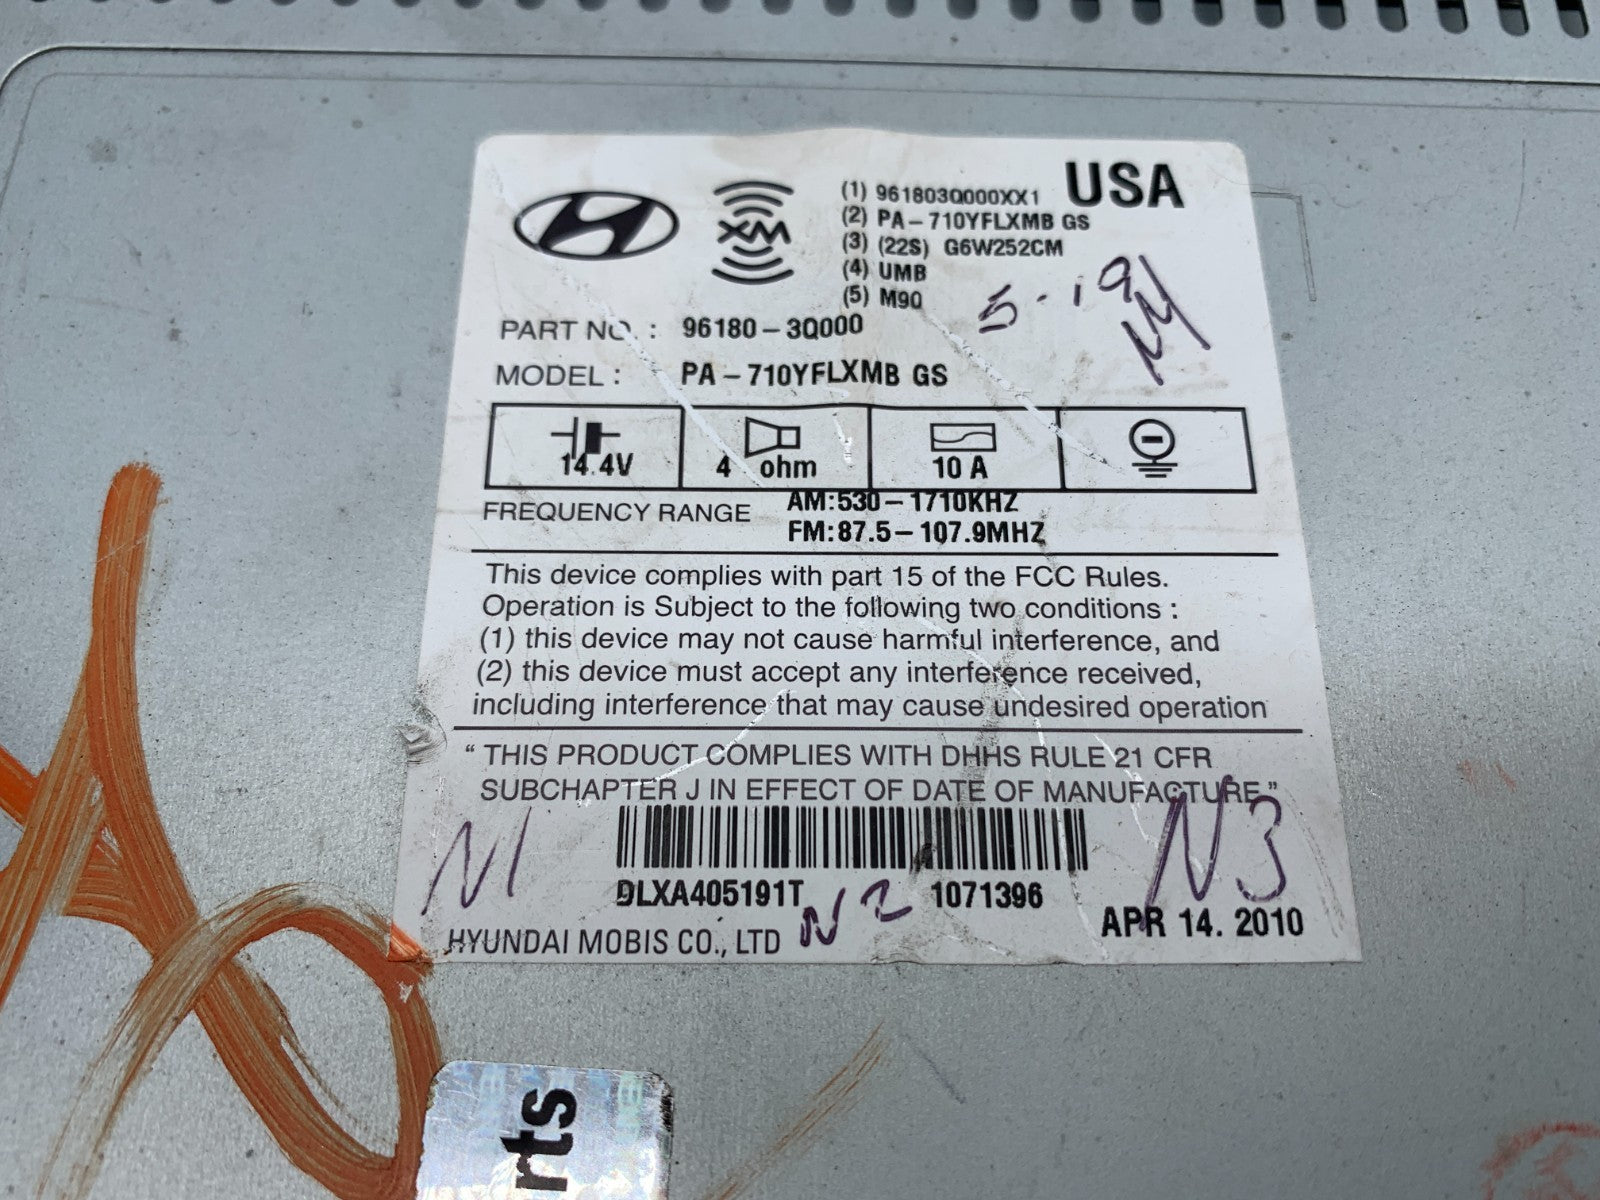 USA
XM
(1) 961803Q000XX1
(2) PA-710YFLXMB GS
(3) (22S) G6W252CM
(4) UMB
(5) M90
5-19
PART NO. : 96180-3Q000
MODEL : PA-710YFLXMB GS
14.4V 4 ohm 10 A
FREQUENCY RANGE AM:530-1710KHZ
FM:87.5-107.9MHZ
This device complies with part 15 of the FCC Rules.
Operation is Subject to the following two conditions :
(1) this device may not cause harmful interference, and
(2) this device must accept any interference received,
including interference that may cause undesired operation
“ THIS PRODUCT COMPLIES WITH DHHS RULE 21 CFR
SUBCHAPTER J IN EFFECT OF DATE OF MANUFACTURE ”
N1 N2 N3
DLXA405191T 1071396
HYUNDAI MOBIS CO., LTD APR 14. 2010
rts